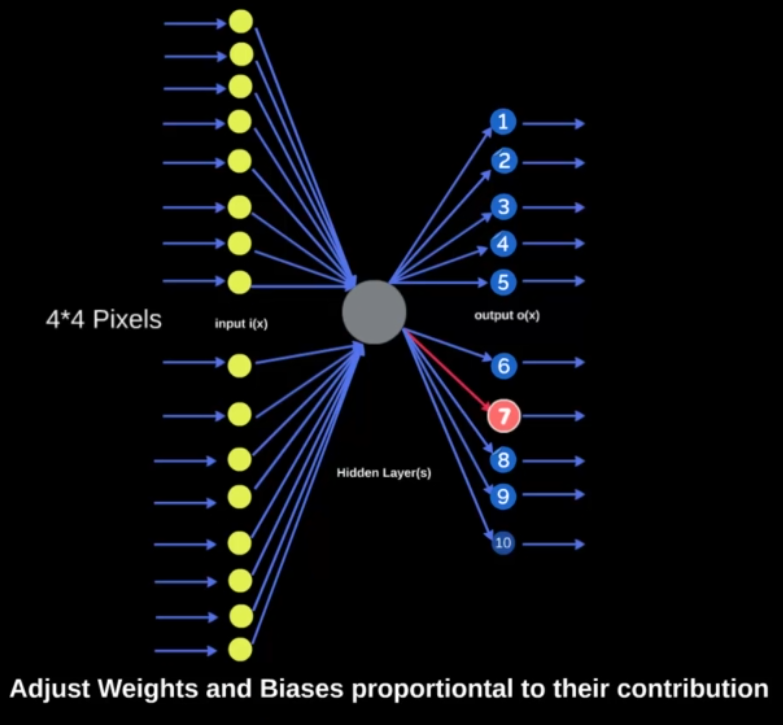 1
2
3
4
5
4*4 Pixels
input i(x)
output o(x)
6
7
8
Hidden Layer(s)
9
10
Adjust Weights and Biases proportiontal to their contribution